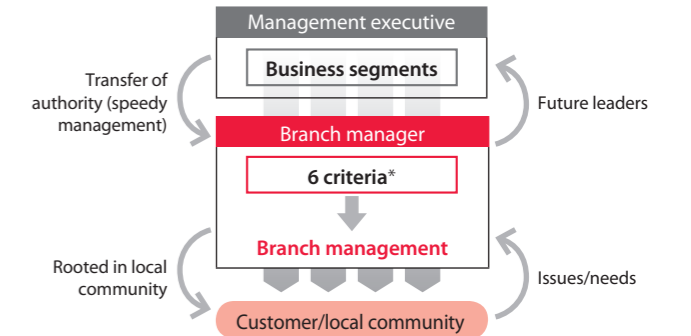 Management executive
Business segments
Transfer of
authority (speedy
management)
Future leaders
Branch manager
6 criteria*
Branch management
Rooted in local
community
Issues/needs
Customer/local community